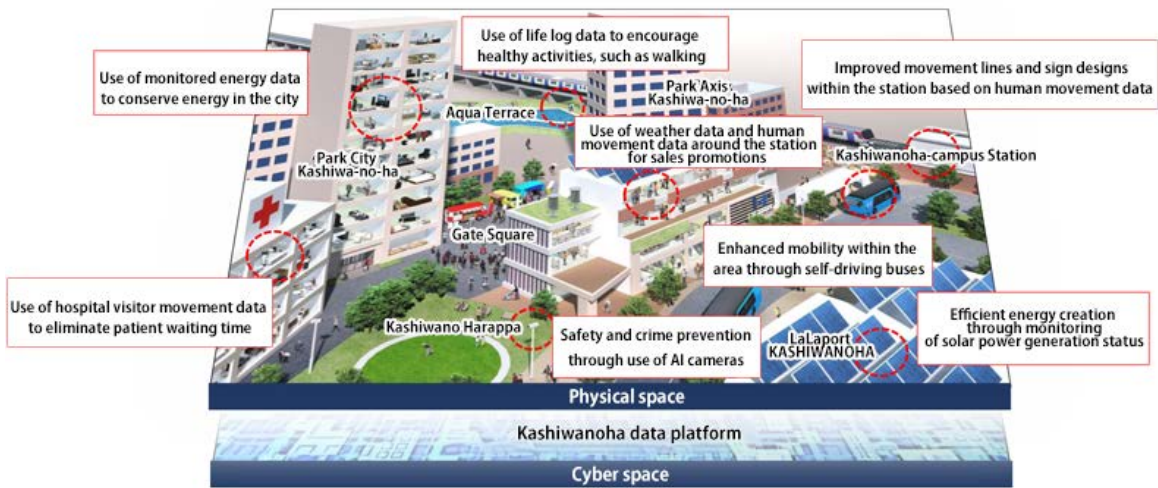 Use of life log data to encourage
healthy activities, such as walking
Use of monitored energy data
to conserve energy in the city
Improved movement lines and sign designs
within the station based on human movement data
Park Axis
Kashiwa-no-ha
Aqua Terrace
Use of weather data and human
movement data around the station
for sales promotions
Park City
Kashiwa-no-ha
Kashiwanoha-campus Station
Gate Square
Enhanced mobility within the
area through self-driving buses
Use of hospital visitor movement data
to eliminate patient waiting time
Kashiwano Harappa
Safety and crime prevention
through use of AI cameras
LaLaport
KASHIWANOHA
Efficient energy creation
through monitoring
of solar power generation status
Physical space
Kashiwanoha data platform
Cyber space